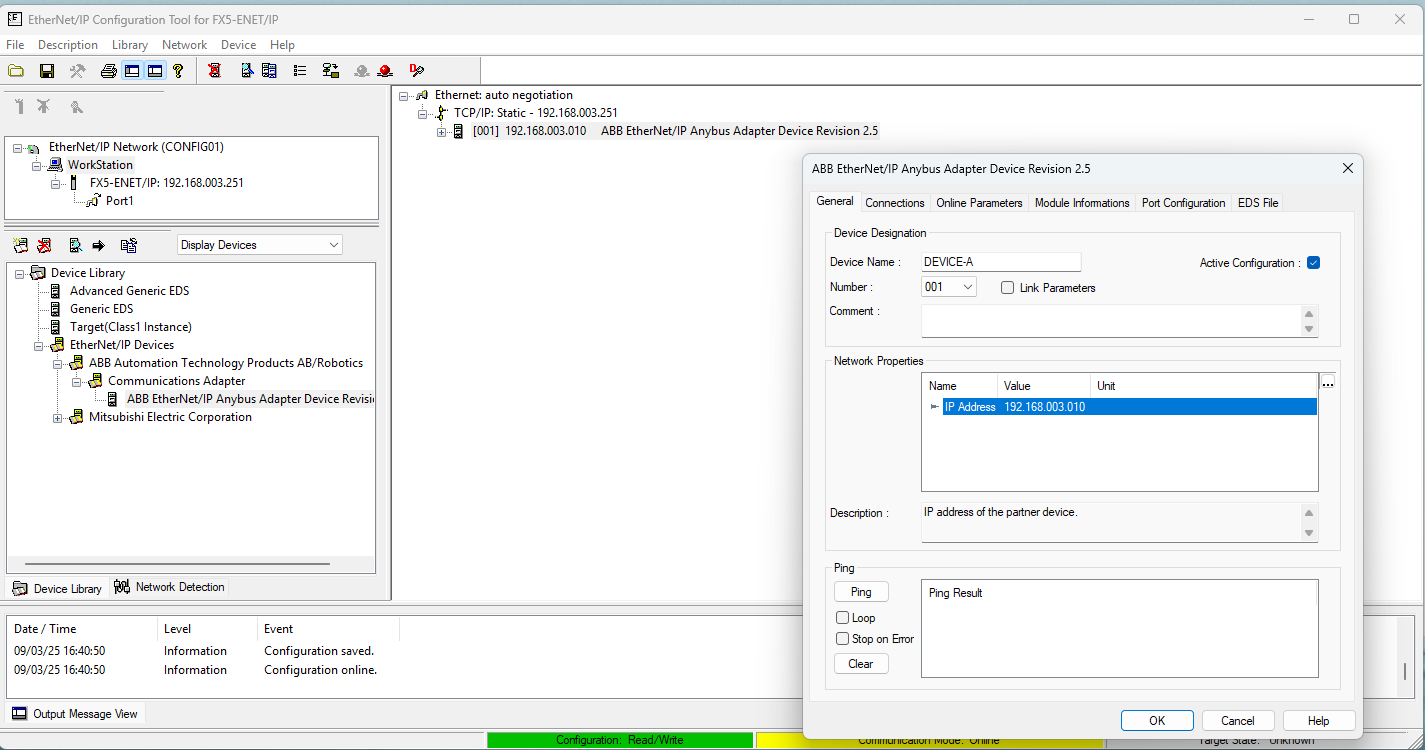 EtherNet/IP Configuration Tool for FX5-ENET/IP
File Description Library Network Device Help
EtherNet/IP Network (CONFIG01)
WorkStation
FX5-ENET/IP: 192.168.003.251
Port1
Display Devices
Device Library
Advanced Generic EDS
Generic EDS
Target(Class1 Instance)
EtherNet/IP Devices
ABB Automation Technology Products AB/Robotics
Communications Adapter
ABB EtherNet/IP Anybus Adapter Device Revisi
Mitsubishi Electric Corporation
Device Library Network Detection
Ethernet: auto negotiation
TCP/IP: Static - 192.168.003.251
[001] 192.168.003.010 ABB EtherNet/IP Anybus Adapter Device Revision 2.5
ABB EtherNet/IP Anybus Adapter Device Revision 2.5
General Connections Online Parameters Module Informations Port Configuration EDS File
Device Designation
Device Name : DEVICE-A Active Configuration :
Number : 001 Link Parameters
Comment :
Network Properties
Name Value Unit
...
IP Address 192.168.003.010
Description : IP address of the partner device.
Ping
Ping
Ping Result
Loop
Stop on Error
Clear
OK Cancel Help
Date / Time Level Event
09/03/25 16:40:50 Information Configuration saved.
09/03/25 16:40:50 Information Configuration online.
Output Message View
Configuration: Read/Write Communication Mode: Online Target State: Unknown